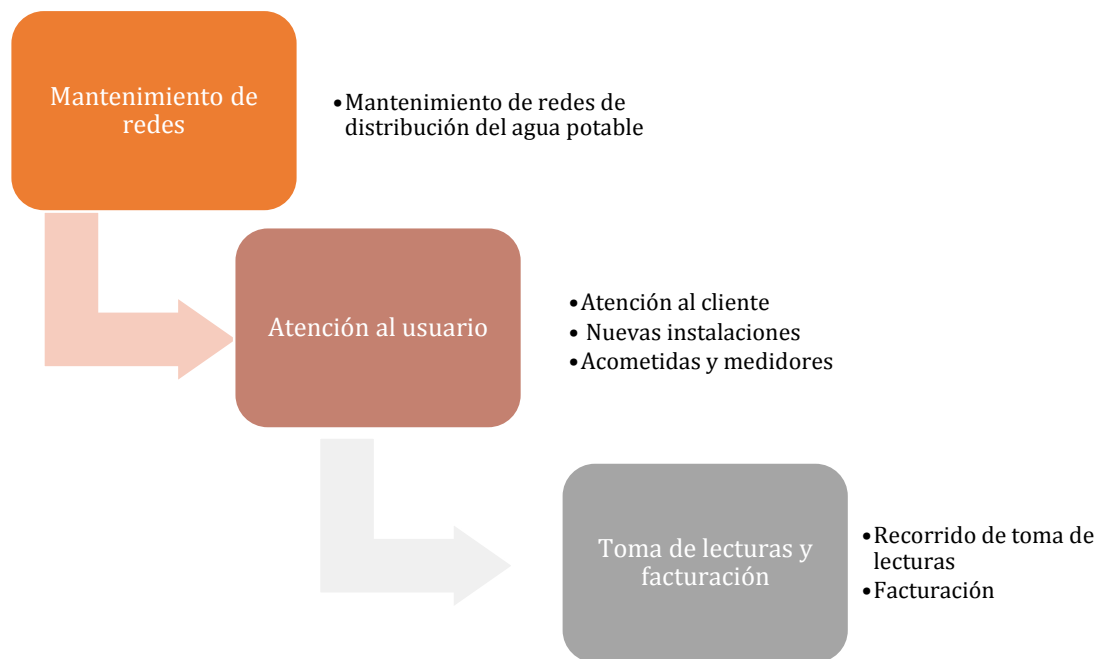 Mantenimiento de
redes
•Mantenimiento de redes de
distribución del agua potable
Atención al usuario
•Atención al cliente
• Nuevas instalaciones
•Acometidas y medidores
Toma de lecturas y
facturación
•Recorrido de toma de
lecturas
•Facturación